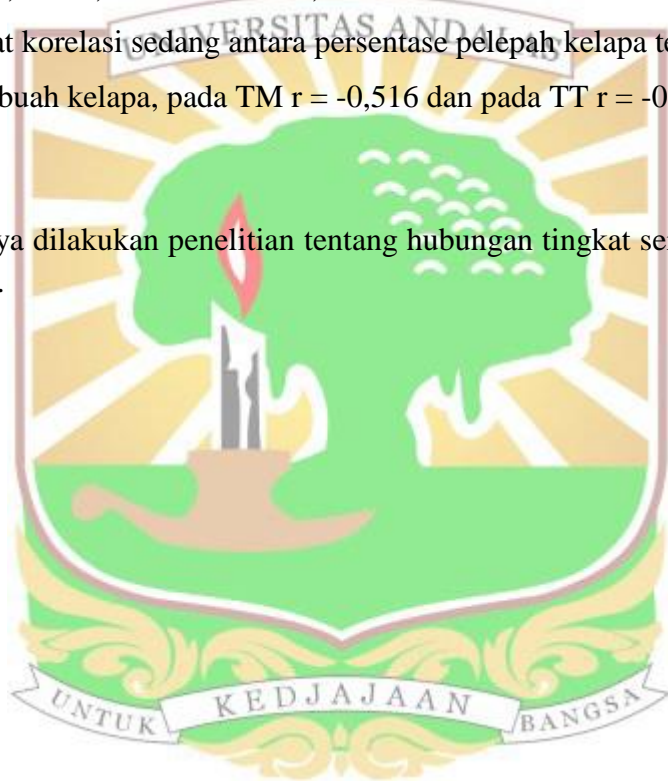 UNIVERSITAS ANDALAS
at korelasi sedang antara persentase pelepah kelapa te
buah kelapa, pada TM r = -0,516 dan pada TT r = -0
ya dilakukan penelitian tentang hubungan tingkat se
.
UNTUK KEDJAJAAN BANGSA